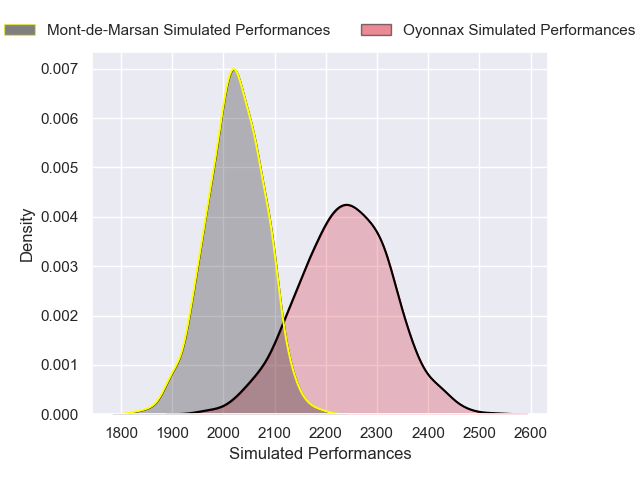 Mont-de-Marsan Simulated Performances Oyonnax Simulated Performances
0.007
0.006
0.005
0.004
0.003
0.002
0.001
0.000
Density
1800 1900 2000 2100 2200 2300 2400 2500 2600
Simulated Performances